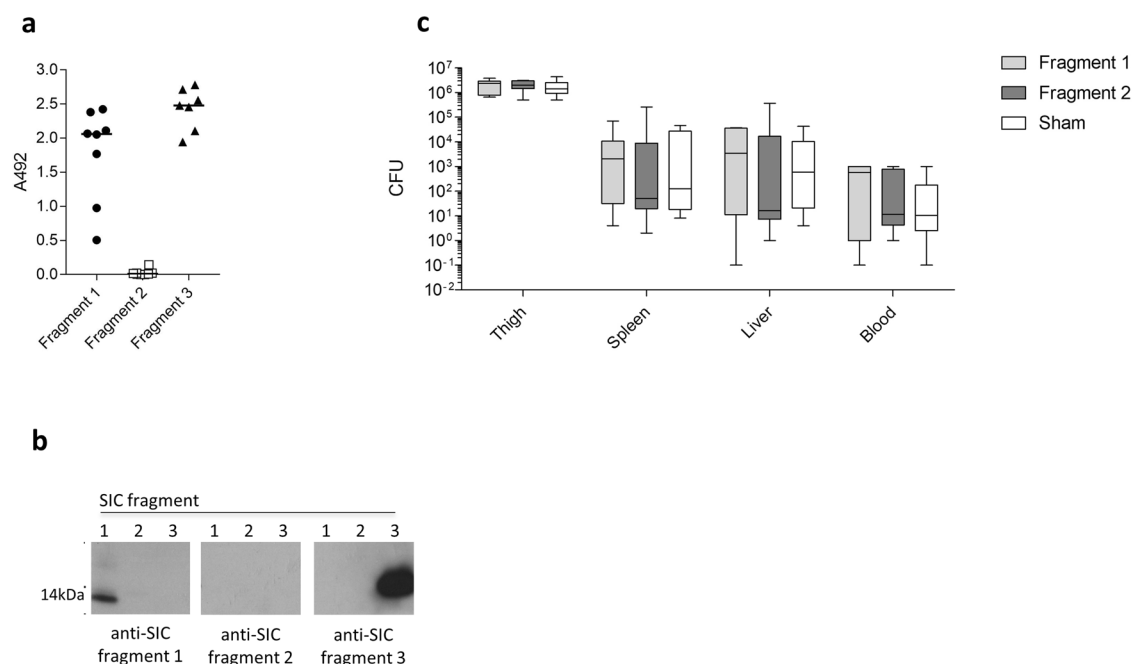 a
3.0
2.5
2.0
1.5
1.0
0.5
0.0
A492
Fragment 1
Fragment 2
Fragment 3
c
10⁷
10⁶
10⁵
10⁴
10³
10²
10¹
10⁰
10⁻¹
10⁻²
CFU
Thigh
Spleen
Liver
Blood
Fragment 1
Fragment 2
Sham
b
SIC fragment
1 2 3 1 2 3 1 2 3
14kDa
anti-SIC anti-SIC anti-SIC
fragment 1 fragment 2 fragment 3